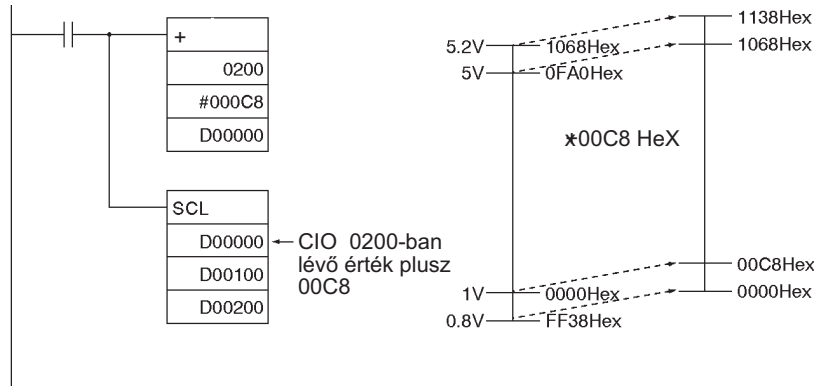 +
0200
#000C8
D00000
SCL
D00000
D00100
D00200
CIO 0200-ban
lévő érték plusz
00C8
1138Hex
5.2V 1068Hex 1068Hex
5V 0FA0Hex
*00C8 HeX
00C8Hex
1V 0000Hex 0000Hex
0.8V FF38Hex